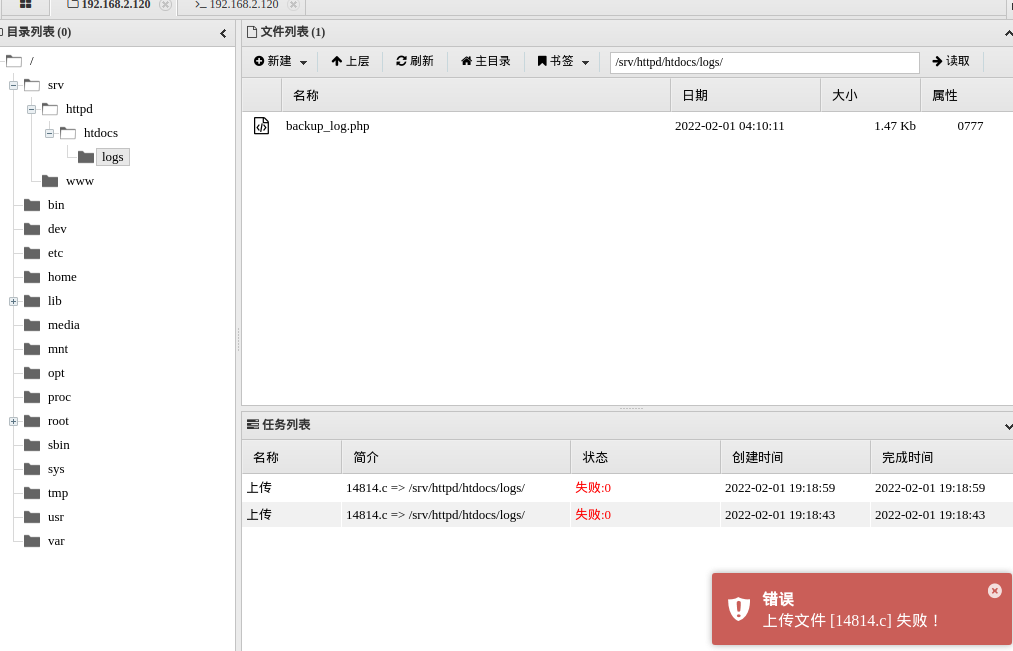 192.168.2.120
192.168.2.120
目录列表 (0)
/
srv
httpd
htdocs
logs
www
bin
dev
etc
home
lib
media
mnt
opt
proc
root
sbin
sys
tmp
usr
var
文件列表 (1)
新建 上层 刷新 主目录 书签 /srv/httpd/htdocs/logs/ 读取
名称 日期 大小 属性
backup_log.php 2022-02-01 04:10:11 1.47 Kb 0777
任务列表
名称 简介 状态 创建时间 完成时间
上传 14814.c => /srv/httpd/htdocs/logs/ 失败:0 2022-02-01 19:18:59 2022-02-01 19:18:59
上传 14814.c => /srv/httpd/htdocs/logs/ 失败:0 2022-02-01 19:18:43 2022-02-01 19:18:43
错误
上传文件 [14814.c] 失败！